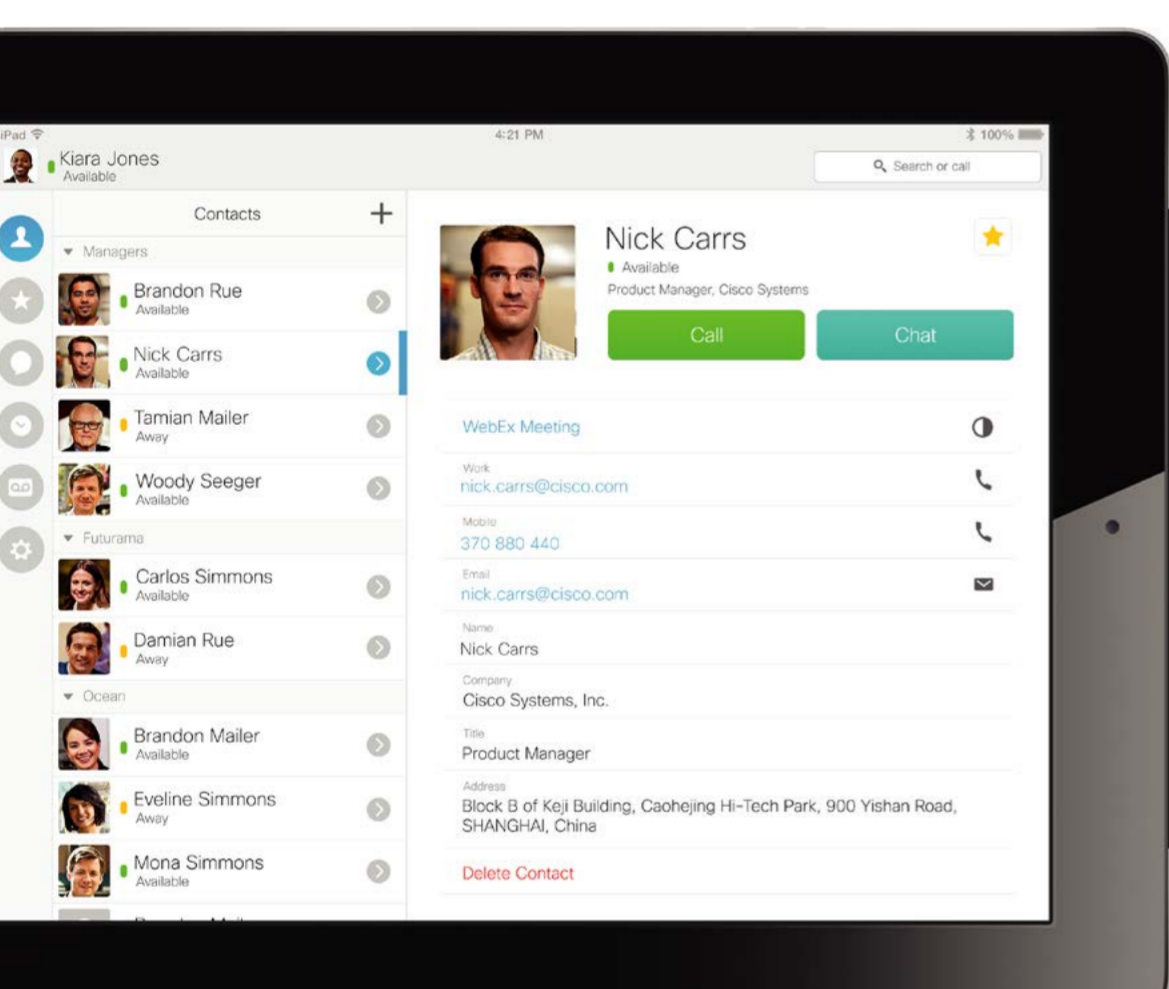 iPad
4:21 PM
100%
Kiara Jones
Available
Search or call
Contacts
Managers
Brandon Rue
Available
Nick Carrs
Available
Tamian Mailer
Away
Woody Seeger
Available
Futurama
Carlos Simmons
Available
Damian Rue
Away
Ocean
Brandon Mailer
Available
Eveline Simmons
Away
Mona Simmons
Available
Nick Carrs
Available
Product Manager, Cisco Systems
Call
Chat
WebEx Meeting
Work
nick.carrs@cisco.com
Mobile
370 880 440
Email
nick.carrs@cisco.com
Name
Nick Carrs
Company
Cisco Systems, Inc.
Title
Product Manager
Address
Block B of Keji Building, Caohejing Hi-Tech Park, 900 Yishan Road,
SHANGHAI, China
Delete Contact